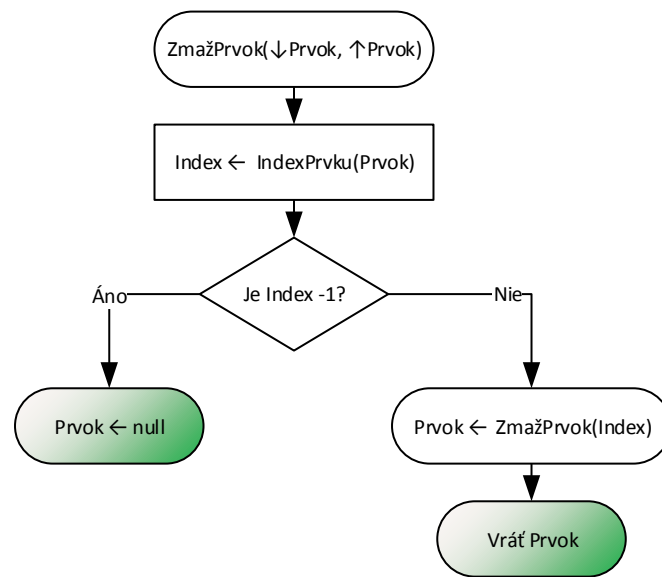 ZmažPrvok(↓Prvok, ↑Prvok)
Index ← IndexPrvku(Prvok)
Je Index -1?
Áno
Nie
Prvok ← null
Prvok ← ZmažPrvok(Index)
Vráť Prvok